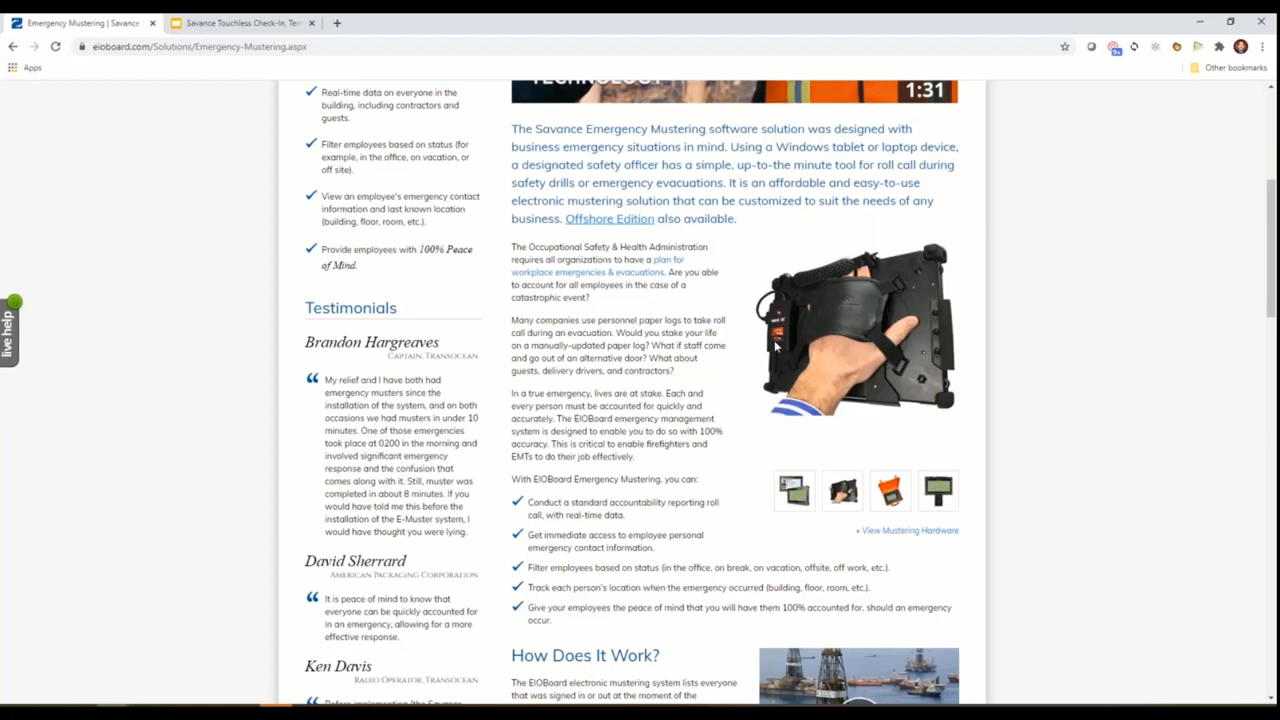 Emergency Mustering | Savance
Savance Touchless Check-In, Tem
eioboard.com/Solutions/Emergency-Mustering.aspx
9+
Apps
Other bookmarks
live help
Real-time data on everyone in the
building, including contractors and
guests.
Filter employees based on status (for
example, in the office, on vacation, or
off site).
View an employee's emergency contact
information and last known location
(building, floor, room, etc.).
Provide employees with 100% Peace
of Mind.
Testimonials
Brandon Hargreaves
CAPTAIN, TRANSOCEAN
My relief and I have both had
emergency musters since the
installation of the system, and on both
occasions we had musters in under 10
minutes. One of those emergencies
took place at 0200 in the morning and
involved significant emergency
response and the confusion that
comes along with it. Still, muster was
completed in about 8 minutes. If you
would have told me this before the
installation of the E-Muster system, I
would have thought you were lying.
David Sherrard
AMERICAN PACKAGING CORPORATION
It is peace of mind to know that
everyone can be quickly accounted for
in an emergency, allowing for a more
effective response.
Ken Davis
RADIO OPERATOR, TRANSOCEAN
Before implementing the Savance
TECHNOLOGY
1:31
The Savance Emergency Mustering software solution was designed with
business emergency situations in mind. Using a Windows tablet or laptop device,
a designated safety officer has a simple, up-to-the minute tool for roll call during
safety drills or emergency evacuations. It is an affordable and easy-to-use
electronic mustering solution that can be customized to suit the needs of any
business. Offshore Edition also available.
The Occupational Safety & Health Administration
requires all organizations to have a plan for
workplace emergencies & evacuations. Are you able
to account for all employees in the case of a
catastrophic event?
Many companies use personnel paper logs to take roll
call during an evacuation. Would you stake your life
on a manually-updated paper log? What if staff come
and go out of an alternative door? What about
guests, delivery drivers, and contractors?
In a true emergency, lives are at stake. Each and
every person must be accounted for quickly and
accurately. The EIOBoard emergency management
system is designed to enable you to do so with 100%
accuracy. This is critical to enable firefighters and
EMTs to do their job effectively.
With EIOBoard Emergency Mustering, you can:
Conduct a standard accountability reporting roll
call, with real-time data.
Get immediate access to employee personal
emergency contact information.
Filter employees based on status (in the office, on break, on vacation, offsite, off work, etc.).
Track each person's location when the emergency occurred (building, floor, room, etc.).
Give your employees the peace of mind that you will have them 100% accounted for, should an emergency
occur.
» View Mustering Hardware
How Does It Work?
The EIOBoard electronic mustering system lists everyone
that was signed in or out at the moment of the